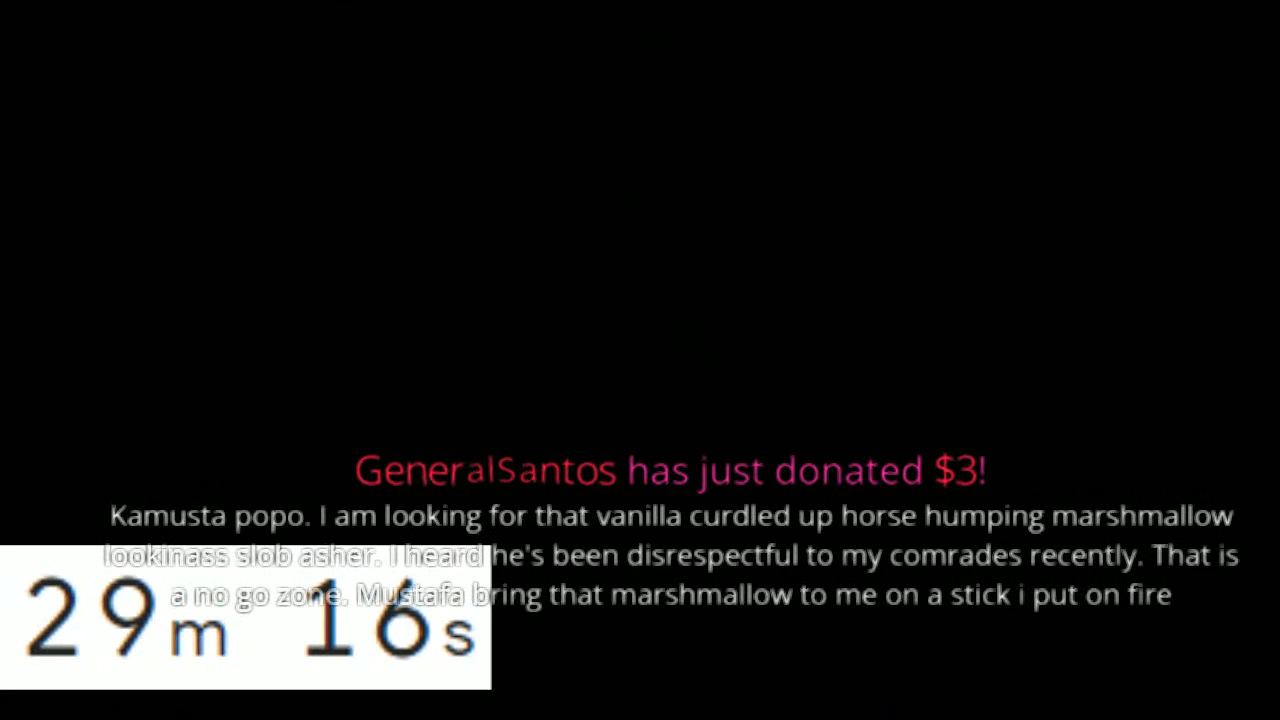 GeneralSantos has just donated $3!
Kamusta popo. I am looking for that vanilla curdled up horse humping marshmallow
lookinass slob asher. I heard he's been disrespectful to my comrades recently. That is
a no go zone. Mustafa bring that marshmallow to me on a stick i put on fire
29m 16s